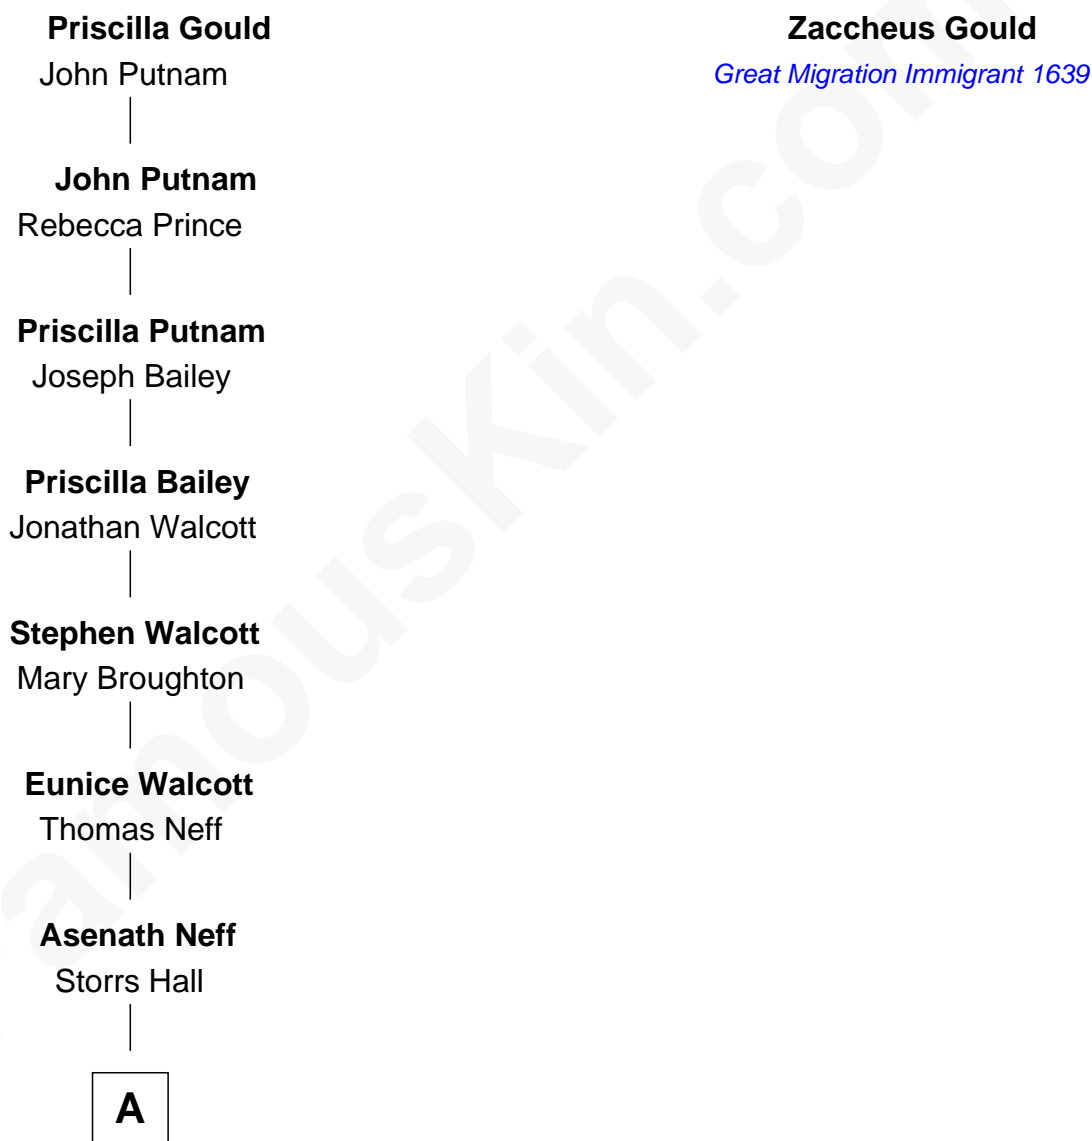 Priscilla Gould
John Putnam
Zaccheus Gould
Great Migration Immigrant 1639
John Putnam
Rebecca Prince
Priscilla Putnam
Joseph Bailey
Priscilla Bailey
Jonathan Walcott
Stephen Walcott
Mary Broughton
Eunice Walcott
Thomas Neff
Asenath Neff
Storrs Hall
A
amouskin.com